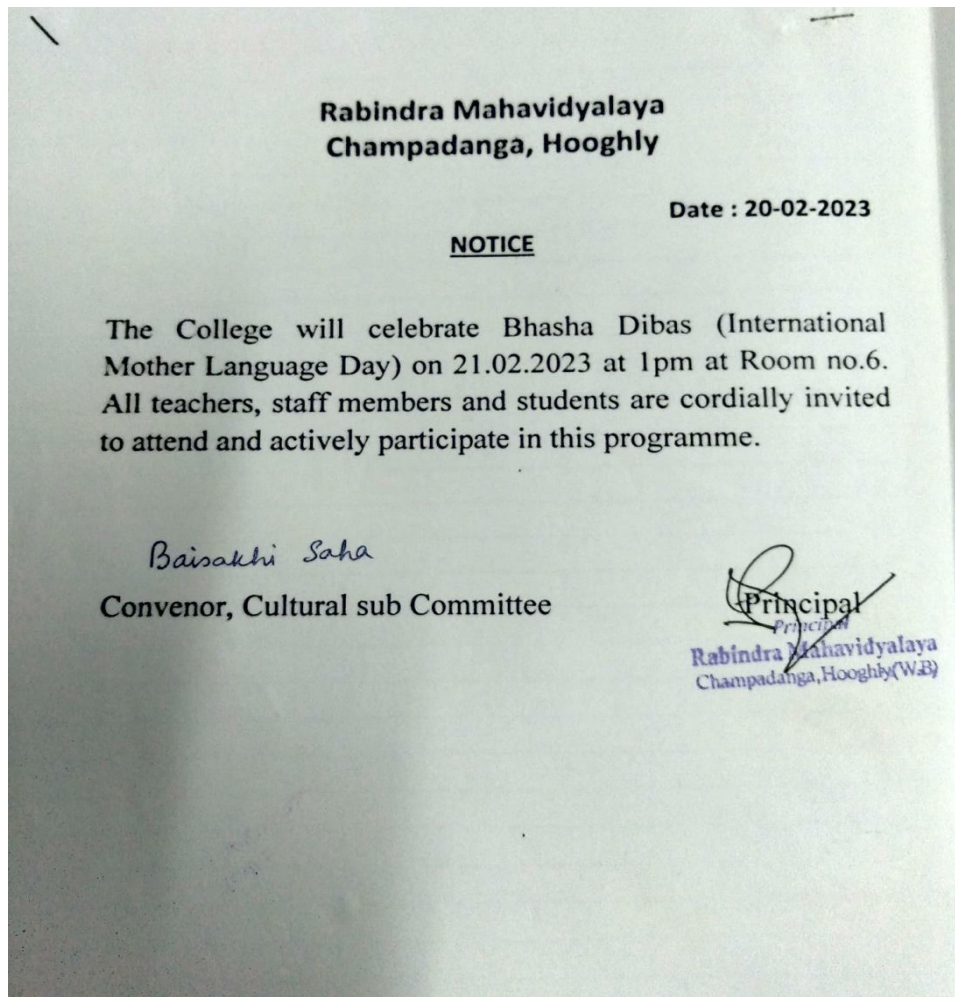 Rabindra Mahavidyalaya
Champadanga, Hooghly
Date : 20-02-2023
NOTICE
The College will celebrate Bhasha Dibas (International
Mother Language Day) on 21.02.2023 at 1pm at Room no.6.
All teachers, staff members and students are cordially invited
to attend and actively participate in this programme.
Baisakhi Saha
Convenor, Cultural sub Committee
Principal
Principal
Rabindra Mahavidyalaya
Champadanga,Hooghly(W.B)